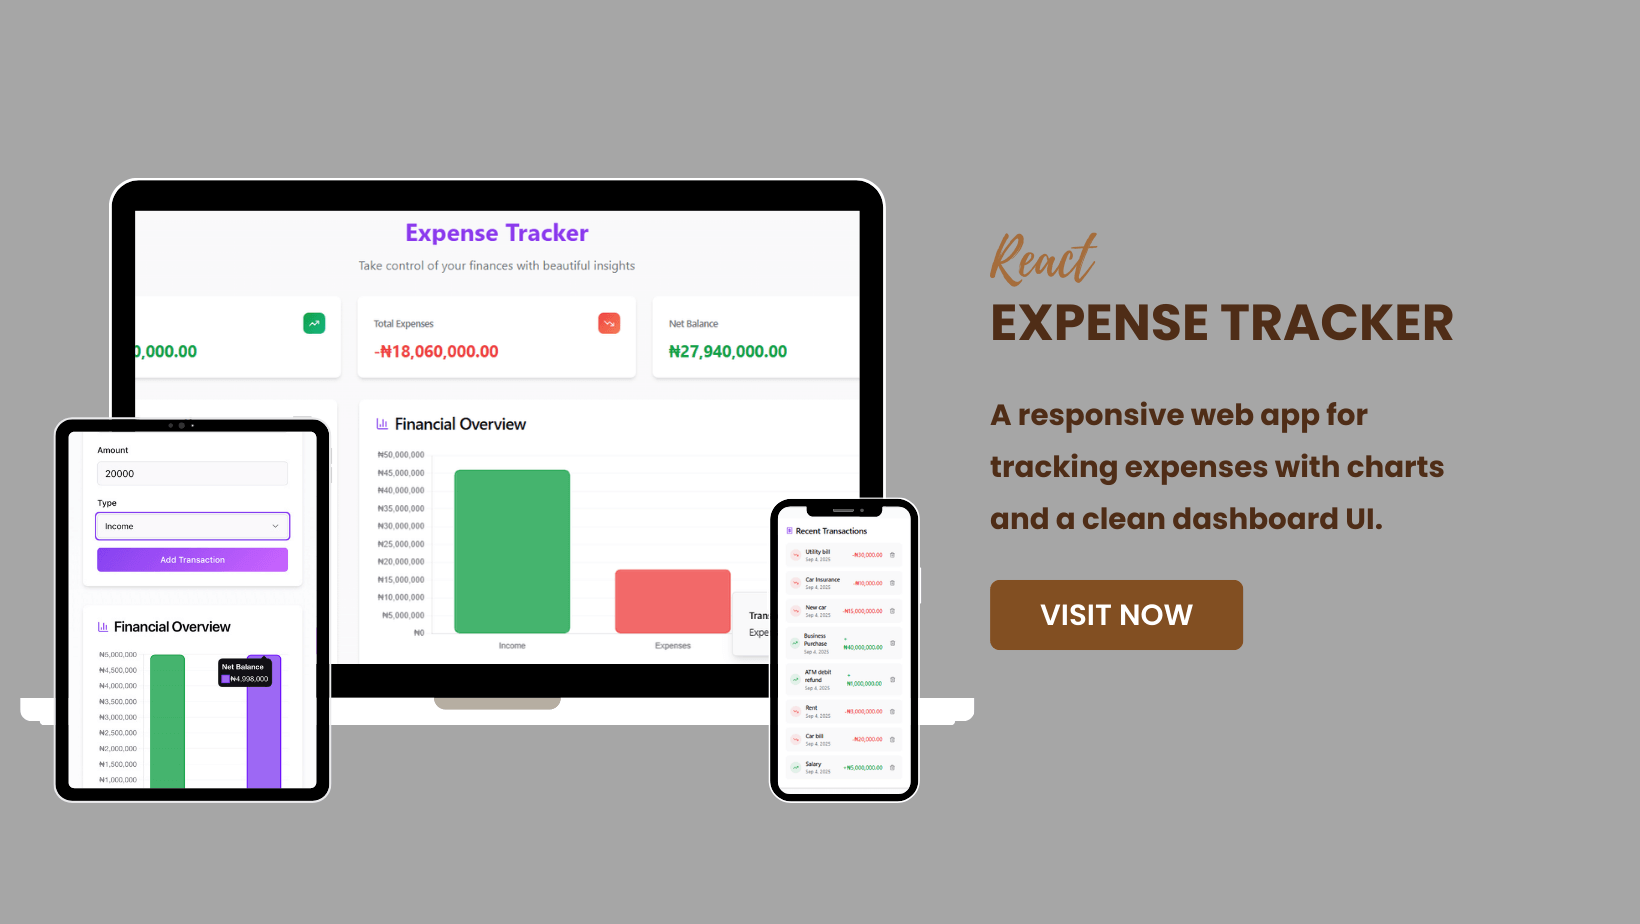 Expense Tracker
Take control of your finances with beautiful insights
0,000.00
Total Expenses
-₦18,060,000.00
Net Balance
₦27,940,000.00
Financial Overview
₦50,000,000
₦45,000,000
₦40,000,000
₦35,000,000
₦30,000,000
₦25,000,000
₦20,000,000
₦15,000,000
₦10,000,000
₦5,000,000
₦0
Income
Expenses
Tran
Expe
Amount
20000
Type
Income
Add Transaction
Financial Overview
₦5,000,000
₦4,500,000
₦4,000,000
₦3,500,000
₦3,000,000
₦2,500,000
₦2,000,000
₦1,500,000
₦1,000,000
Net Balance
₦4,998,000
Recent Transactions
Utility bill
Sep 4, 2025
-₦30,000.00
Car Insurance
Sep 4, 2025
-₦10,000.00
New car
Sep 4, 2025
-₦15,000,000.00
Business
Purchase
Sep 4, 2025
+
₦40,000,000.00
ATM debit
refund
Sep 4, 2025
+
₦1,000,000.00
Rent
Sep 4, 2025
-₦3,000,000.00
Car bill
Sep 4, 2025
-₦20,000.00
Salary
Sep 4, 2025
+₦5,000,000.00
React
EXPENSE TRACKER
A responsive web app for
tracking expenses with charts
and a clean dashboard UI.
VISIT NOW